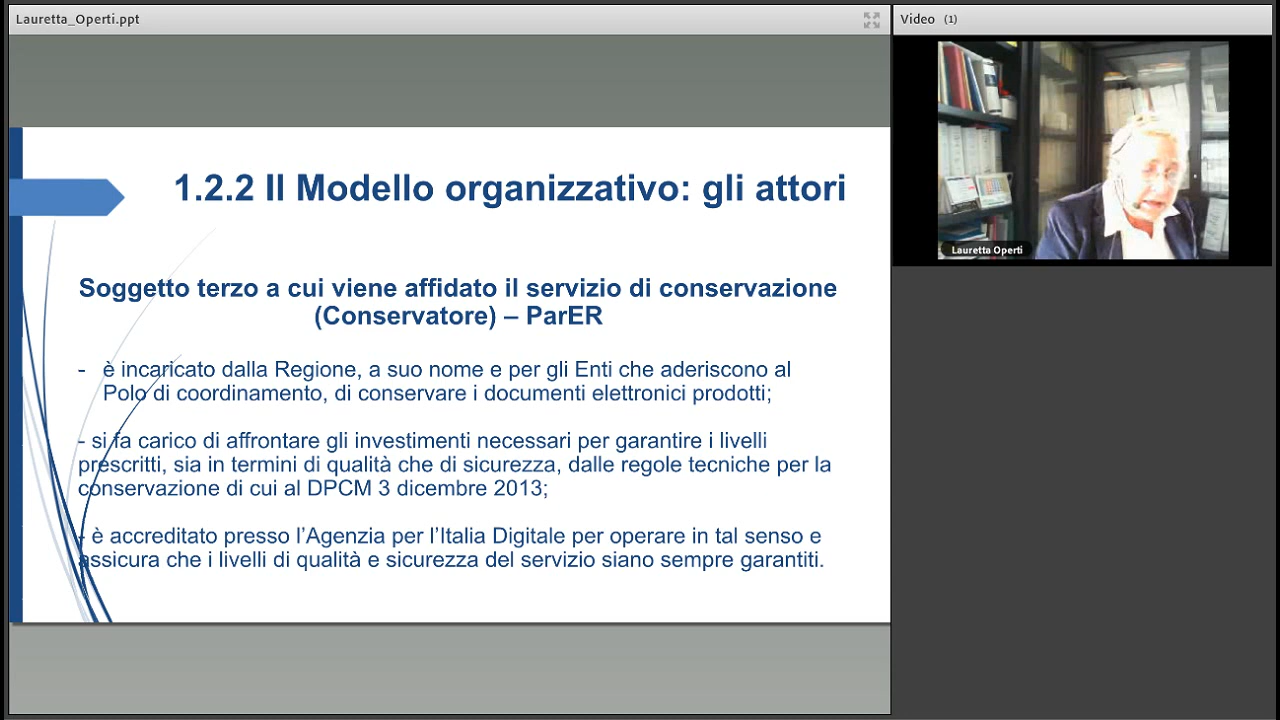 Lauretta_Operti.ppt
Video (1)
1.2.2 Il Modello organizzativo: gli attori
Soggetto terzo a cui viene affidato il servizio di conservazione
(Conservatore) – ParER
- è incaricato dalla Regione, a suo nome e per gli Enti che aderiscono al
Polo di coordinamento, di conservare i documenti elettronici prodotti;
- si fa carico di affrontare gli investimenti necessari per garantire i livelli
prescritti, sia in termini di qualità che di sicurezza, dalle regole tecniche per la
conservazione di cui al DPCM 3 dicembre 2013;
- è accreditato presso l’Agenzia per l’Italia Digitale per operare in tal senso e
assicura che i livelli di qualità e sicurezza del servizio siano sempre garantiti.
Lauretta Operti